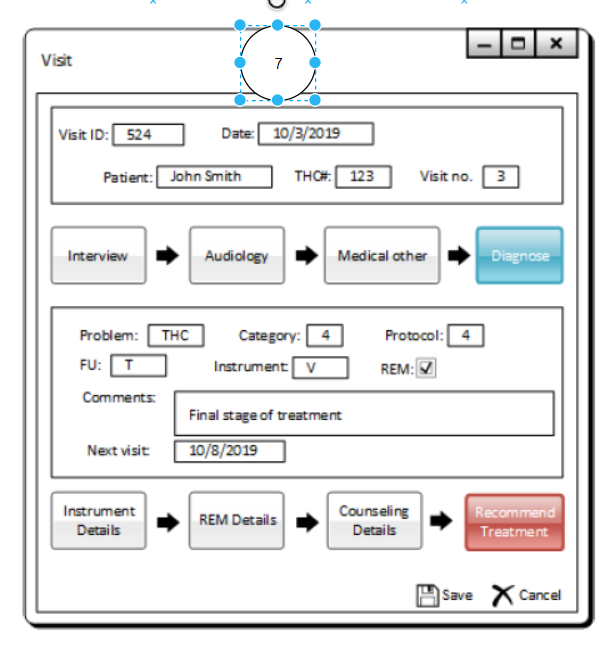 7
Visit
Visit ID: 524 Date: 10/3/2019
Patient: John Smith THC#: 123 Visit no. 3
Interview Audiology Medical other Diagnose
Problem: THC Category: 4 Protocol: 4
FU: T Instrument: V REM:
Comments:
Final stage of treatment
Next visit: 10/8/2019
Instrument Details REM Details Counseling Details Recommend Treatment
Save Cancel